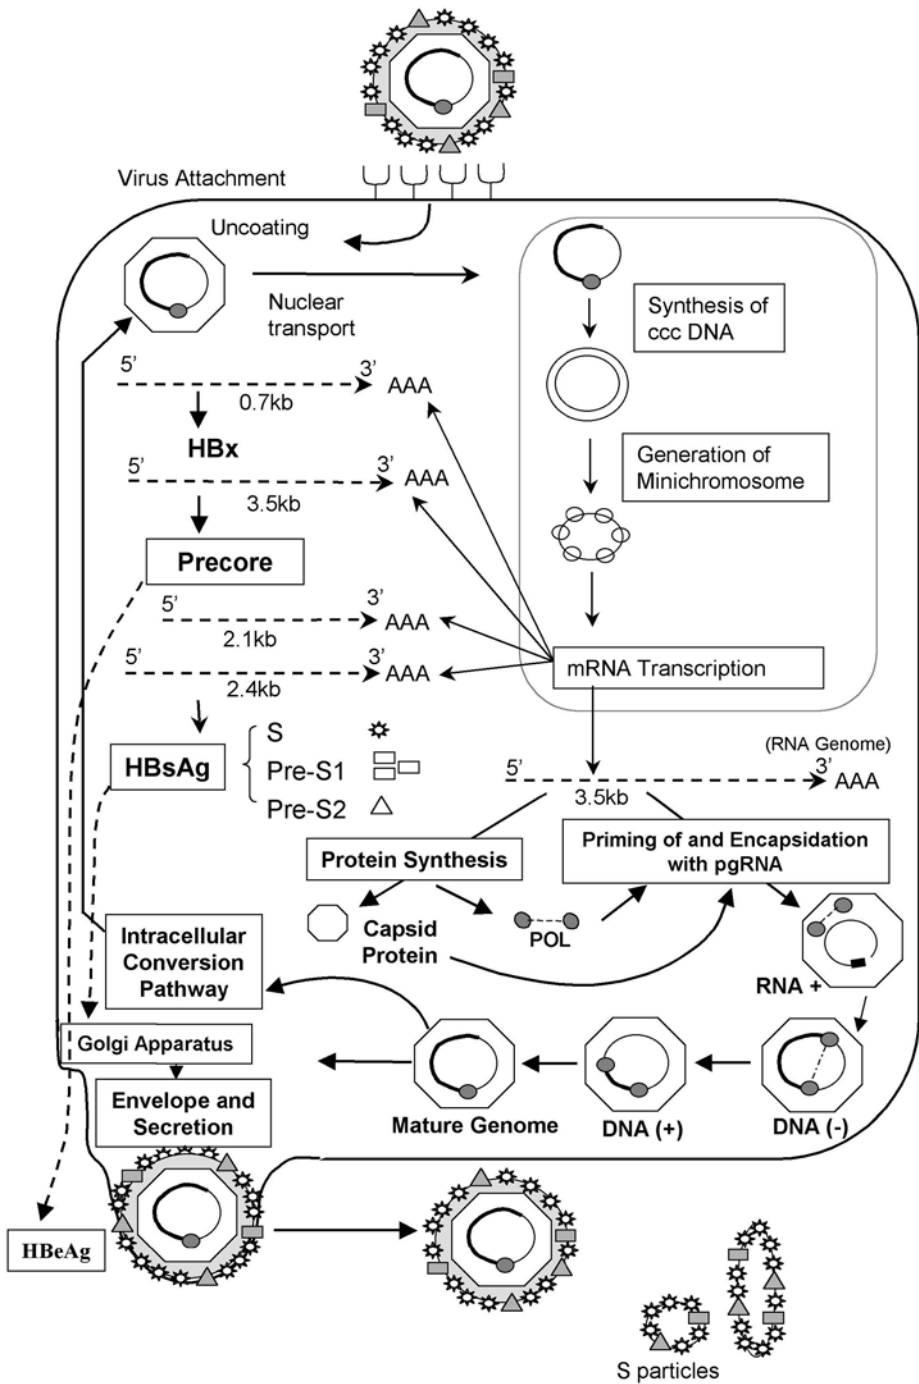 Virus Attachment
Uncoating
Nuclear
transport
Synthesis of
ccc DNA
5’ 3’ AAA
0.7kb
HBx
Generation of
Minichromosome
5’ 3’ AAA
3.5kb
Precore
5’ 3’ AAA
2.1kb
5’ 3’ AAA
2.4kb
mRNA Transcription
HBsAg
S
Pre-S1
Pre-S2
(RNA Genome)
5’ 3’ AAA
3.5kb
Protein Synthesis
Priming of and Encapsidation
with pgRNA
Capsid
Protein
POL
RNA +
Intracellular
Conversion
Pathway
Golgi Apparatus
Envelope and
Secretion
Mature Genome
DNA (+)
DNA (-)
HBeAg
S particles